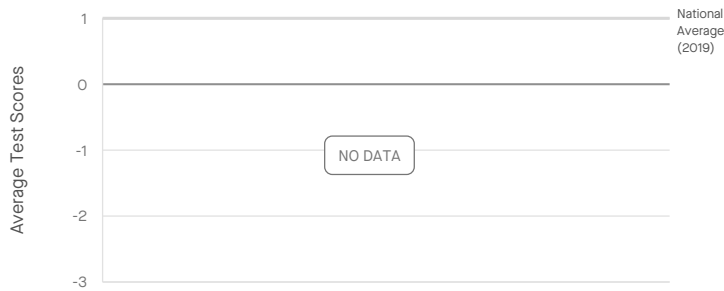 1
National
Average
(2019)
0
-1
NO DATA
-2
-3
Average Test Scores